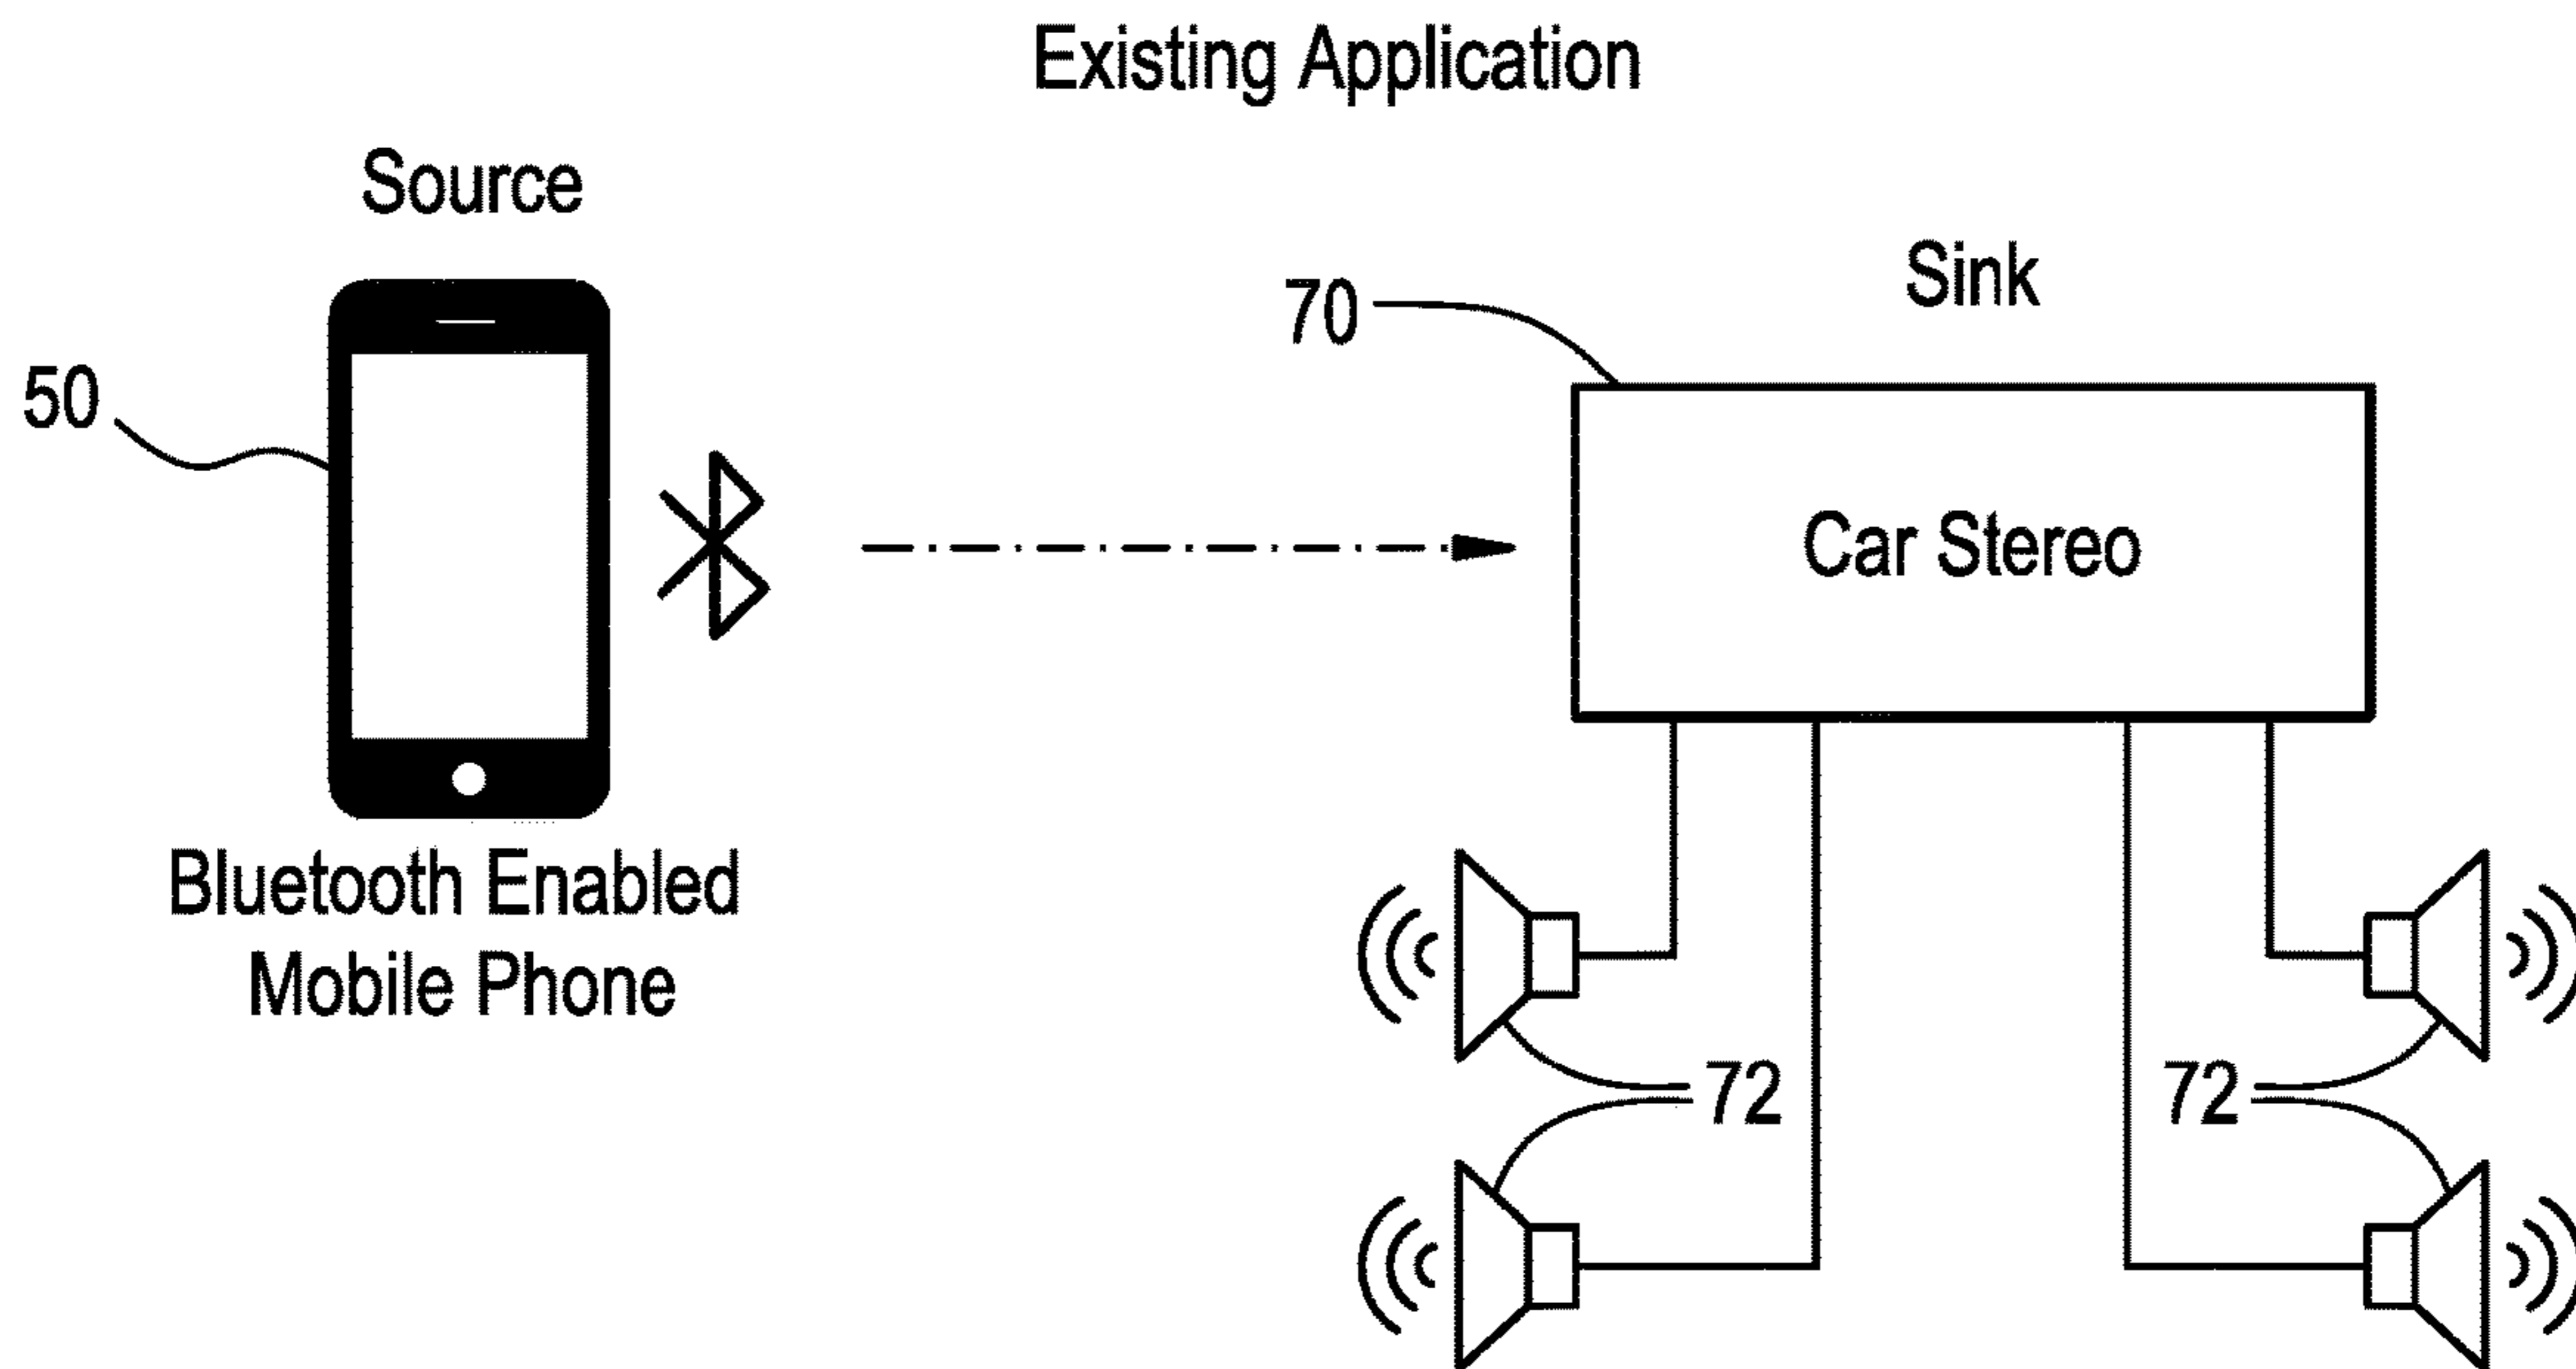 Existing Application
Source
Sink
70
50
Car Stereo
Bluetooth Enabled
Mobile Phone
72
72